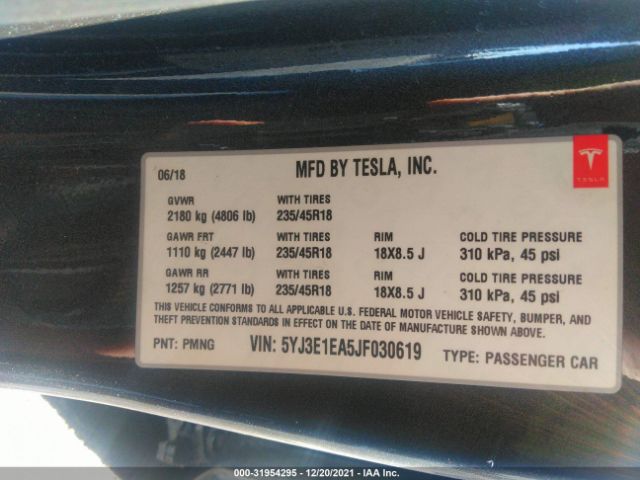 06/18 MFD BY TESLA, INC.
TESLA
GVWR WITH TIRES
2180 kg (4806 lb) 235/45R18
GAWR FRT WITH TIRES RIM COLD TIRE PRESSURE
1110 kg (2447 lb) 235/45R18 18X8.5 J 310 kPa, 45 psi
GAWR RR WITH TIRES RIM COLD TIRE PRESSURE
1257 kg (2771 lb) 235/45R18 18X8.5 J 310 kPa, 45 psi
THIS VEHICLE CONFORMS TO ALL APPLICABLE U.S. FEDERAL MOTOR VEHICLE SAFETY, BUMPER, AND
THEFT PREVENTION STANDARDS IN EFFECT ON THE DATE OF MANUFACTURE SHOWN ABOVE.
PNT: PMNG VIN: 5YJ3E1EA5JF030619 TYPE: PASSENGER CAR
000-31954295 - 12/20/2021 - IAA Inc.